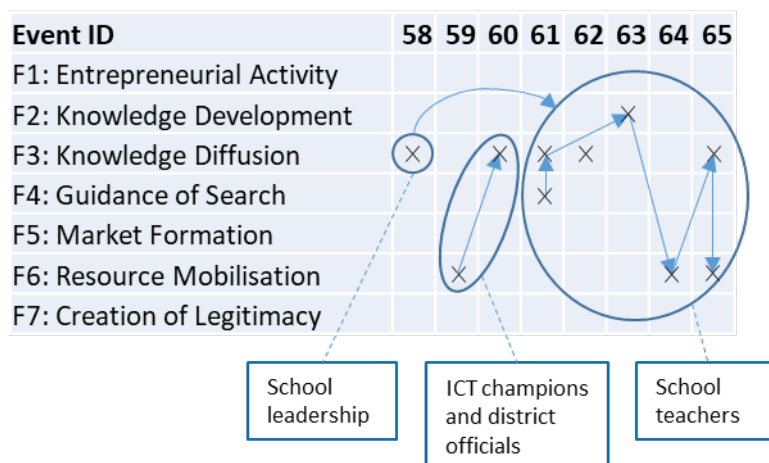 Event ID 58 59 60 61 62 63 64 65
F1: Entrepreneurial Activity
F2: Knowledge Development
F3: Knowledge Diffusion
F4: Guidance of Search
F5: Market Formation
F6: Resource Mobilisation
F7: Creation of Legitimacy
School
leadership
ICT champions
and district
officials
School
teachers